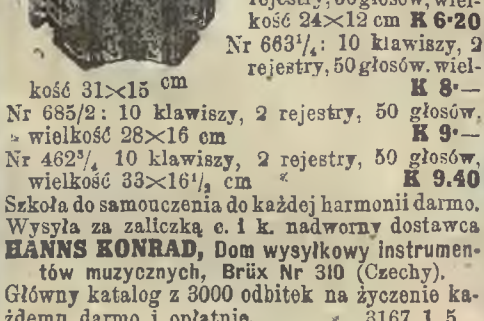 rejestry, 50 głosów, wiel-
kość 24×12 cm K 6·20
Nr 663¹/₄: 10 klawiszy, 2
rejestry, 50 głosów. wiel-
kość 31×15 cm K 8·—
Nr 685/2: 10 klawiszy, 2 rejestry, 50 głosów,
wielkość 28×16 cm K 9·—
Nr 462³/₄ 10 klawiszy, 2 rejestry, 50 głosów,
wielkość 33×16¹/₂ cm K 9.40
Szkoła do samouczenia do każdej harmonii darmo.
Wysyła za zaliczką c. i k. nadworny dostawca
HANNS KONRAD, Dom wysyłkowy instrumen-
tów muzycznych, Brüx Nr 310 (Czechy).
Główny katalog z 3000 odbitek na życzenie ka-
żdemu darmo i opłatnie. 3167 1 5